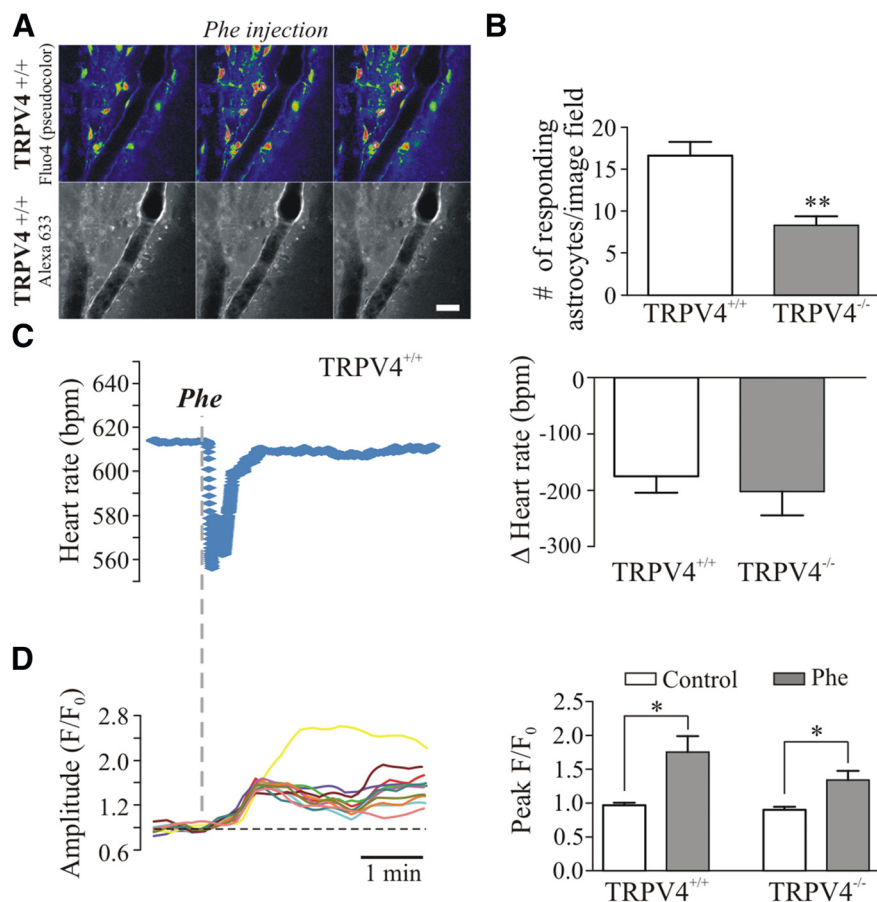 A
Phe injection
TRPV4 +/+
Fluo4 (pseudocolor)
TRPV4 +/+
Alexa 633
B
# of responding
astrocytes/image field
20
15
10
5
0
**
TRPV4+/+
TRPV4-/-
C
Heart rate (bpm)
640
620
600
580
560
Phe
TRPV4+/+
Δ Heart rate (bpm)
0
-100
-200
-300
TRPV4+/+
TRPV4-/-
D
Amplitude (F/F0)
2.8
2.0
1.2
0.6
1 min
Control
Phe
Peak F/F0
2.5
2.0
1.5
1.0
0.5
0.0
*
*
TRPV4+/+
TRPV4-/-